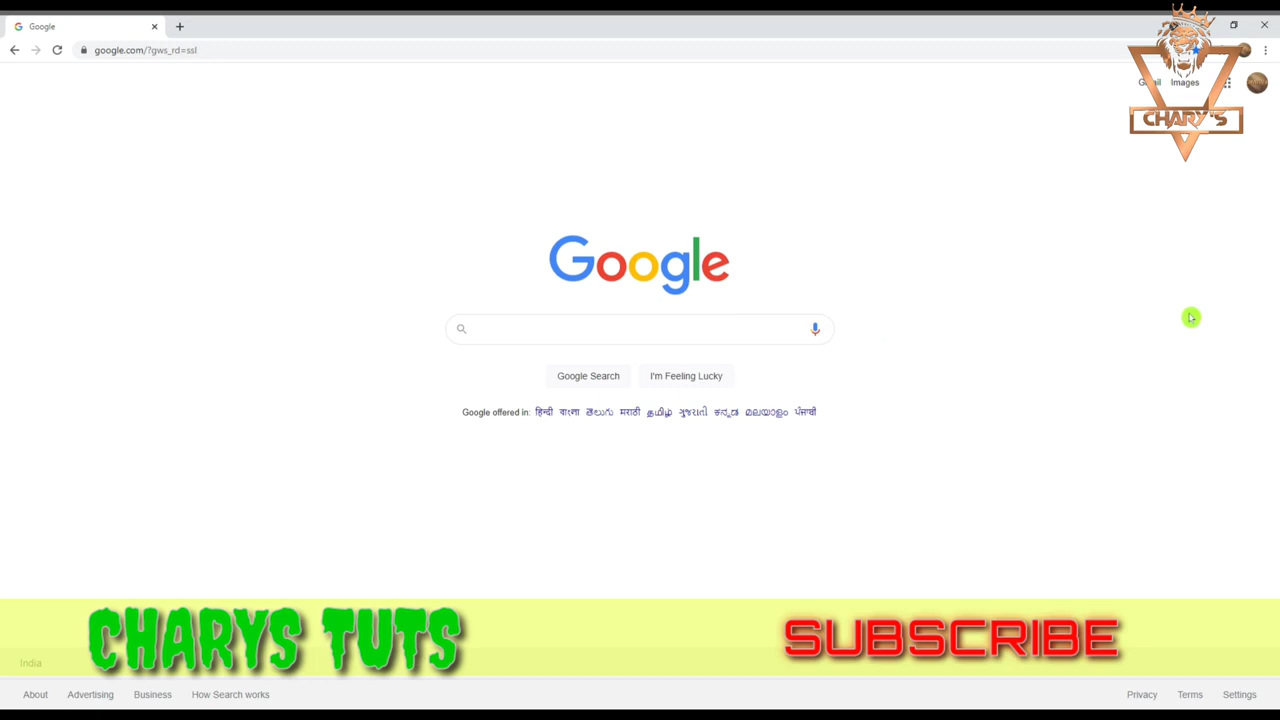 Google
google.com/?gws_rd=ssl
Gmail Images
CHARY'S
Google
Google Search I'm Feeling Lucky
Google offered in: हिन्दी বাংলা తెలుగు मराठी தமிழ் ગુજરાતી ಕನ್ನಡ മലയാളം ਪੰਜਾਬੀ
CHARYS TUTS SUBSCRIBE
India
About Advertising Business How Search works Privacy Terms Settings